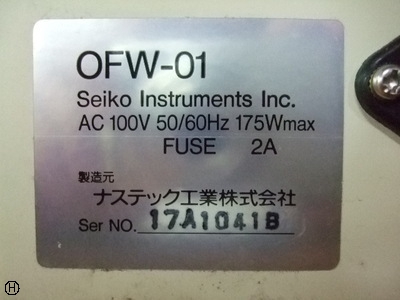 OFW-01
Seiko Instruments Inc.
AC 100V 50/60Hz 175Wmax
FUSE 2A
製造元
ナステック工業株式会社
Ser NO. 17A1041B
H